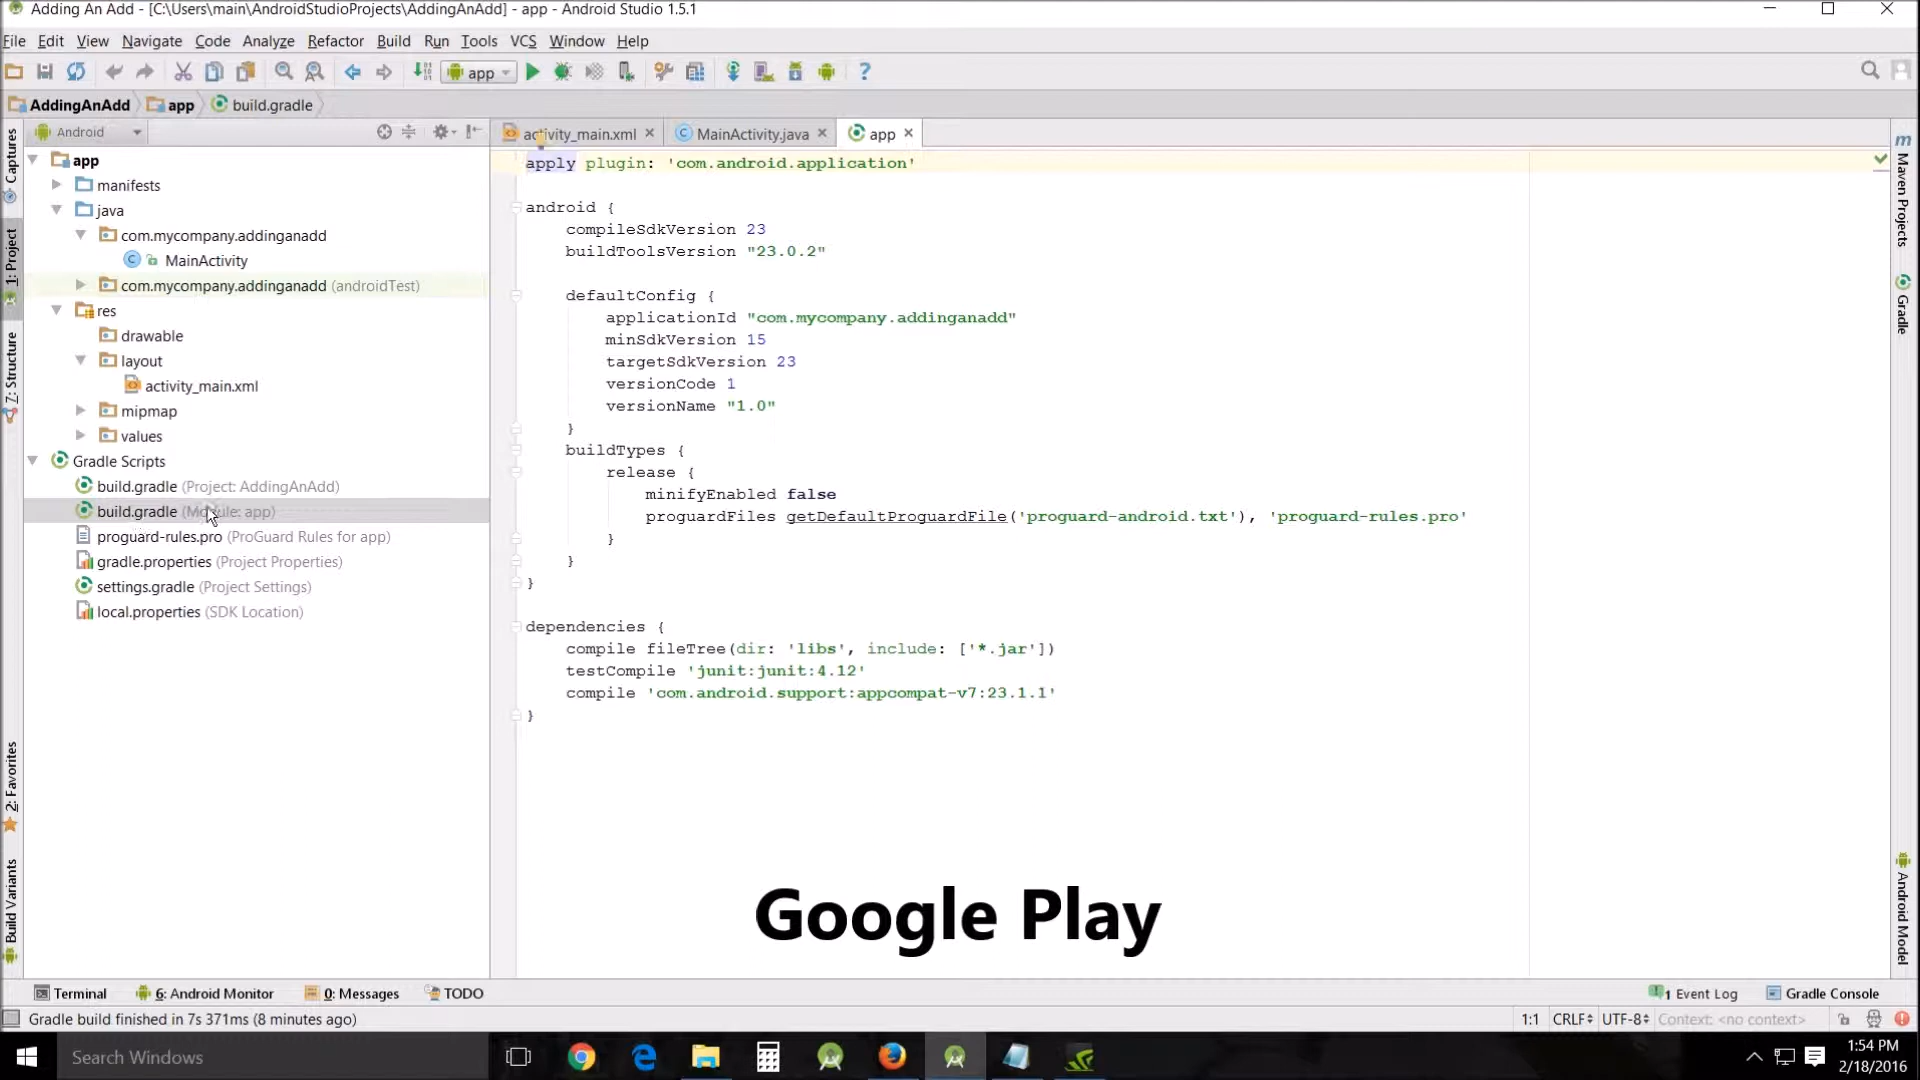 Adding An Add - [C:\Users\main\AndroidStudioProjects\AddingAnAdd] - app - Android Studio 1.5.1
File Edit View Navigate Code Analyze Refactor Build Run Tools VCS Window Help
app
AddingAnAdd app build.gradle
Android
activity_main.xml MainActivity.java app
Captures
1: Project
7: Structure
2: Favorites
Build Variants
app
manifests
java
com.mycompany.addinganadd
MainActivity
com.mycompany.addinganadd (androidTest)
res
drawable
layout
activity_main.xml
mipmap
values
Gradle Scripts
build.gradle (Project: AddingAnAdd)
build.gradle (Module: app)
proguard-rules.pro (ProGuard Rules for app)
gradle.properties (Project Properties)
settings.gradle (Project Settings)
local.properties (SDK Location)
apply plugin: 'com.android.application'
android {
compileSdkVersion 23
buildToolsVersion "23.0.2"
defaultConfig {
applicationId "com.mycompany.addinganadd"
minSdkVersion 15
targetSdkVersion 23
versionCode 1
versionName "1.0"
}
buildTypes {
release {
minifyEnabled false
proguardFiles getDefaultProguardFile('proguard-android.txt'), 'proguard-rules.pro'
}
}
}
dependencies {
compile fileTree(dir: 'libs', include: ['*.jar'])
testCompile 'junit:junit:4.12'
compile 'com.android.support:appcompat-v7:23.1.1'
}
Google Play
m Maven Projects
Gradle
Android Model
Terminal 6: Android Monitor 0: Messages TODO 1 Event Log Gradle Console
Gradle build finished in 7s 371ms (8 minutes ago) 1:1 CRLF UTF-8 Context: <no context>
Search Windows
1:54 PM
2/18/2016